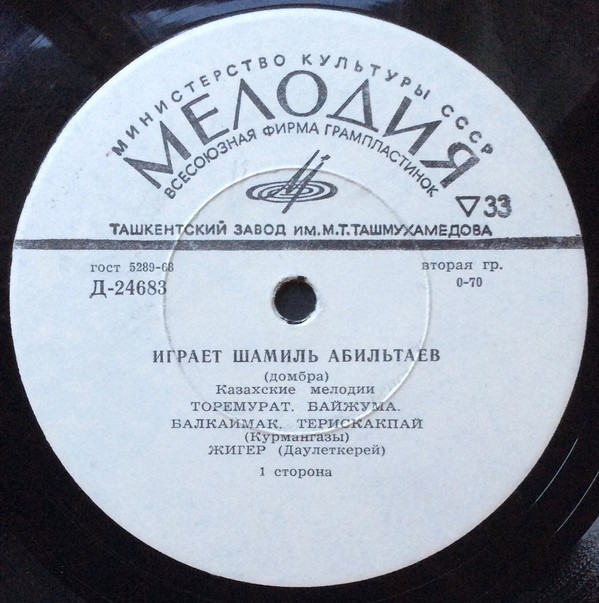 МИНИСТЕРСТВО КУЛЬТУРЫ СССР
МЕЛОДИЯ
ВСЕСОЮЗНАЯ ФИРМА ГРАМПЛАСТИНОК
▽33
ТАШКЕНТСКИЙ ЗАВОД ИМ. М.Т. ТАШМУХАМЕДОВА
гост 5289-68
вторая гр.
Д-24683
0-70
ИГРАЕТ ШАМИЛЬ АБИЛЬТАЕВ
(домбра)
Казахские мелодии
ТОРЕМУРАТ. БАЙЖУМА.
БАЛКАИМАК. ТЕРИСКАКПАЙ
(Курмангазы)
ЖИГЕР (Даулеткерей)
1 сторона